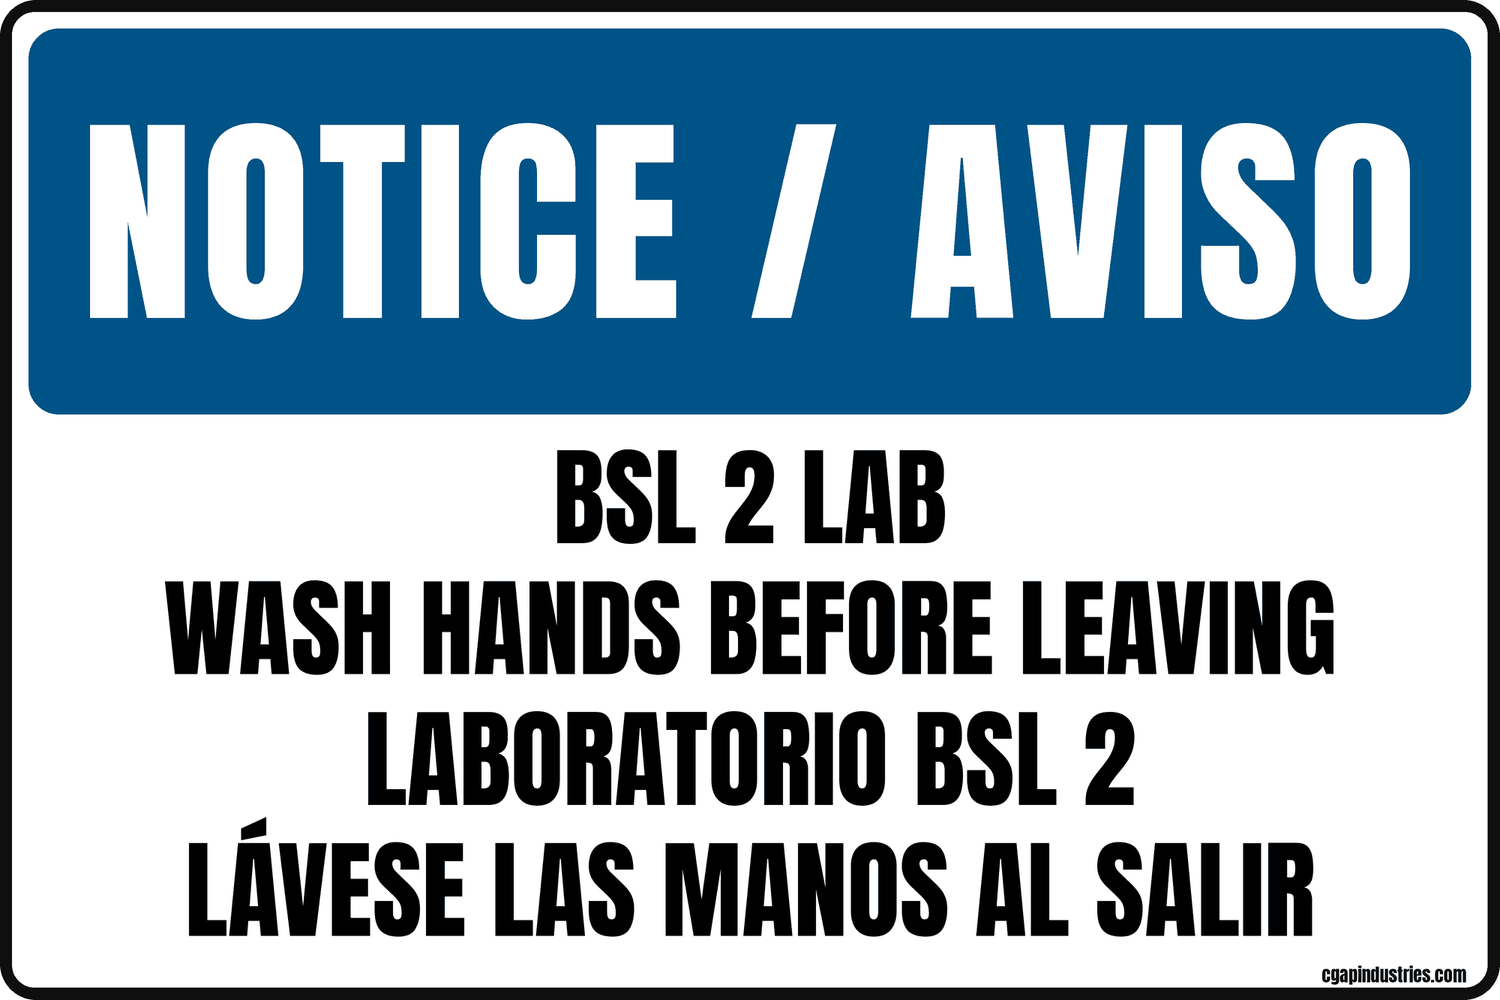 NOTICE / AVISO
BSL 2 LAB
WASH HANDS BEFORE LEAVING
LABORATORIO BSL 2
LÁVESE LAS MANOS AL SALIR
cgapindustries.com